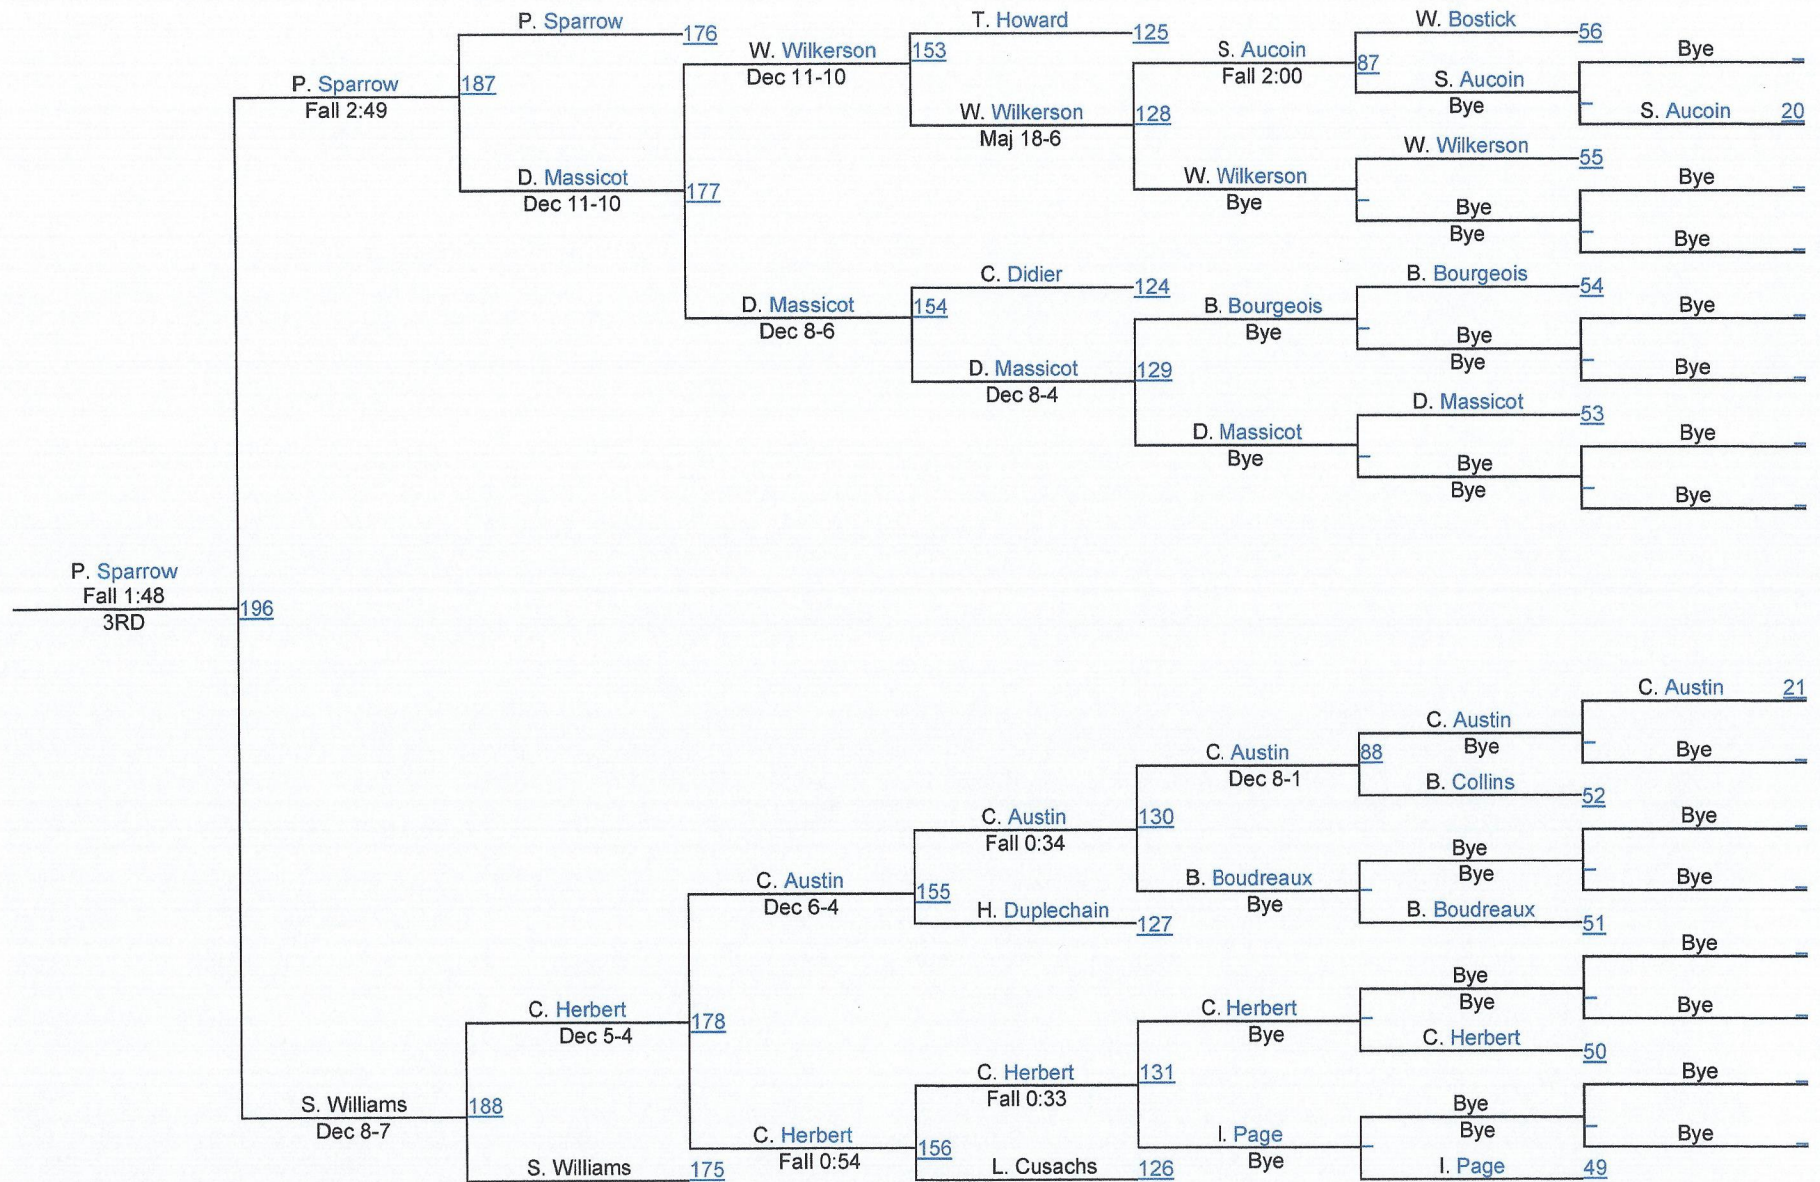 P. Sparrow 176
T. Howard 125
W. Bostick 56
W. Wilkerson 153
Dec 11-10
S. Aucoin 87
Fall 2:00
Bye
P. Sparrow 187
Fall 2:49
S. Aucoin
Bye
W. Wilkerson 128
Maj 18-6
S. Aucoin 20
D. Massicot 177
Dec 11-10
W. Wilkerson
Bye
W. Wilkerson 55
Bye
Bye
Bye
Bye
C. Didier 124
B. Bourgeois 54
D. Massicot 154
Dec 8-6
B. Bourgeois
Bye
Bye
Bye
Bye
Bye
D. Massicot 129
Dec 8-4
D. Massicot 53
D. Massicot
Bye
Bye
Bye
Bye
Bye
P. Sparrow
Fall 1:48
3RD
196
C. Austin 21
C. Austin
Bye
Bye
C. Austin 88
Dec 8-1
B. Collins 52
C. Austin 130
Fall 0:34
Bye
Bye
Bye
Bye
C. Austin 155
Dec 6-4
B. Boudreaux
Bye
H. Duplechain 127
B. Boudreaux 51
Bye
Bye
Bye
Bye
C. Herbert 178
Dec 5-4
C. Herbert
Bye
C. Herbert 50
C. Herbert 131
Fall 0:33
Bye
S. Williams 188
Dec 8-7
Bye
Bye
Bye
C. Herbert 156
Fall 0:54
I. Page
Bye
S. Williams 175
L. Cusachs 126
I. Page 49